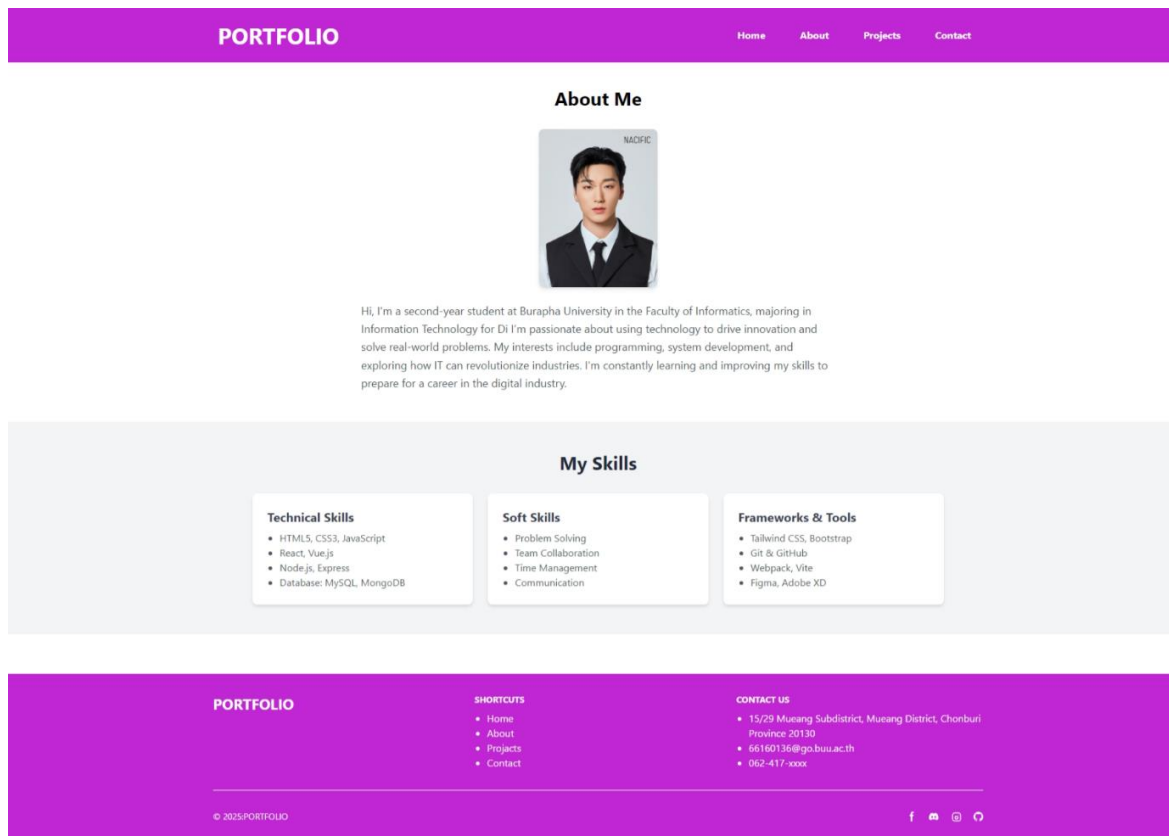 PORTFOLIO
Home About Projects Contact
About Me
NACIFIC
Hi, I'm a second-year student at Burapha University in the Faculty of Informatics, majoring in
Information Technology for Di I'm passionate about using technology to drive innovation and
solve real-world problems. My interests include programming, system development, and
exploring how IT can revolutionize industries. I'm constantly learning and improving my skills to
prepare for a career in the digital industry.
My Skills
Technical Skills
HTML5, CSS3, JavaScript
React, Vue.js
Node.js, Express
Database: MySQL, MongoDB
Soft Skills
Problem Solving
Team Collaboration
Time Management
Communication
Frameworks & Tools
Tailwind CSS, Bootstrap
Git & GitHub
Webpack, Vite
Figma, Adobe XD
PORTFOLIO
SHORTCUTS
Home
About
Projacts
Contact
CONTACT US
15/29 Mueang Subdistrict, Mueang District, Chonburi
Province 20130
66160136@go.buu.ac.th
062-417-xxxx
© 2025:PORTFOLIO